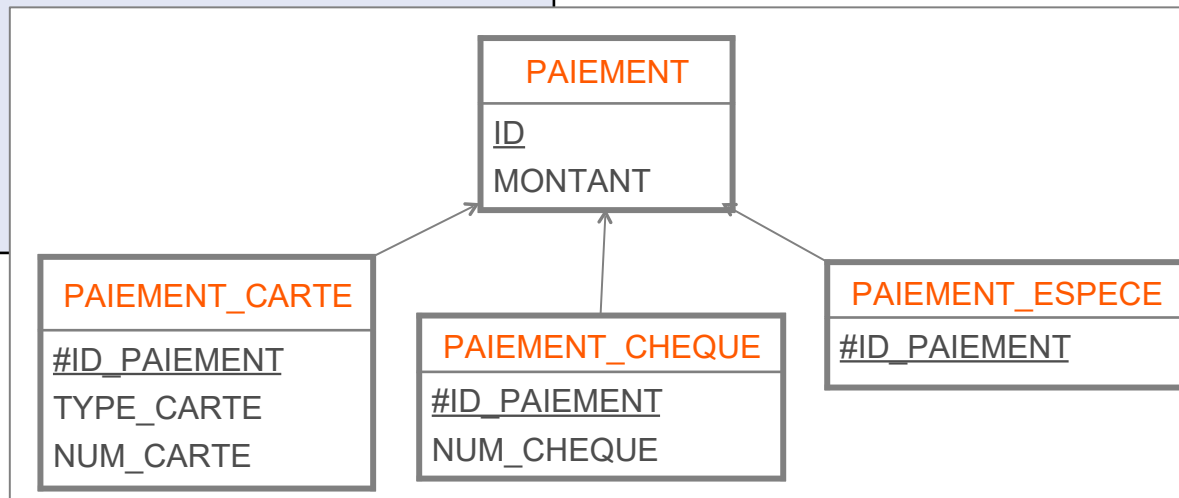 PAIEMENT
ID
MONTANT
PAIEMENT_CARTE
#ID_PAIEMENT
TYPE_CARTE
NUM_CARTE
PAIEMENT_CHEQUE
#ID_PAIEMENT
NUM_CHEQUE
PAIEMENT_ESPECE
#ID_PAIEMENT